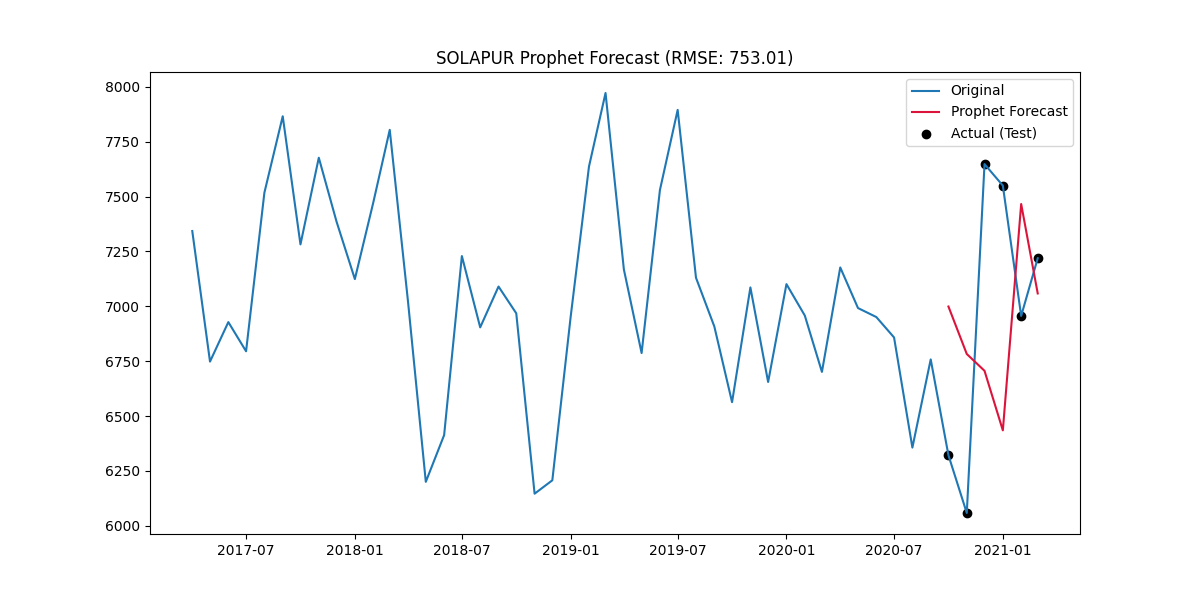 SOLAPUR Prophet Forecast (RMSE: 753.01)
Original
Prophet Forecast
Actual (Test)
8000
7750
7500
7250
7000
6750
6500
6250
6000
2017-07 2018-01 2018-07 2019-01 2019-07 2020-01 2020-07 2021-01